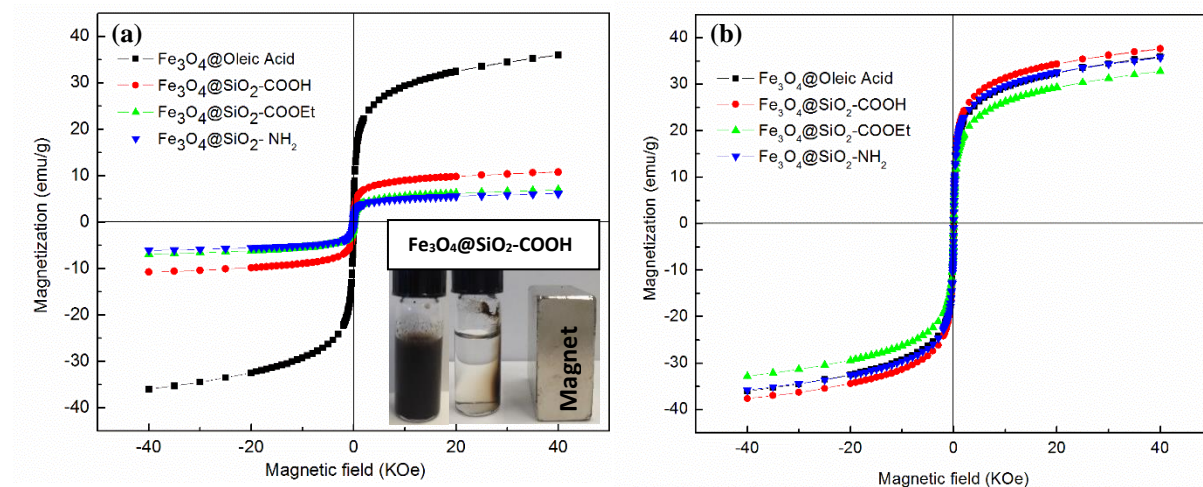 (a)
Fe₃O₄@Oleic Acid
Fe₃O₄@SiO₂-COOH
Fe₃O₄@SiO₂-COOEt
Fe₃O₄@SiO₂- NH₂
Magnetization (emu/g)
40
30
20
10
0
-10
-20
-30
-40
-40
-20
0
20
40
Magnetic field (KOe)
Fe₃O₄@SiO₂-COOH
Magnet
(b)
Fe₃O₄@Oleic Acid
Fe₃O₄@SiO₂-COOH
Fe₃O₄@SiO₂-COOEt
Fe₃O₄@SiO₂-NH₂
Magnetization (emu/g)
40
30
20
10
0
-10
-20
-30
-40
-40
-20
0
20
40
Magnetic field (KOe)